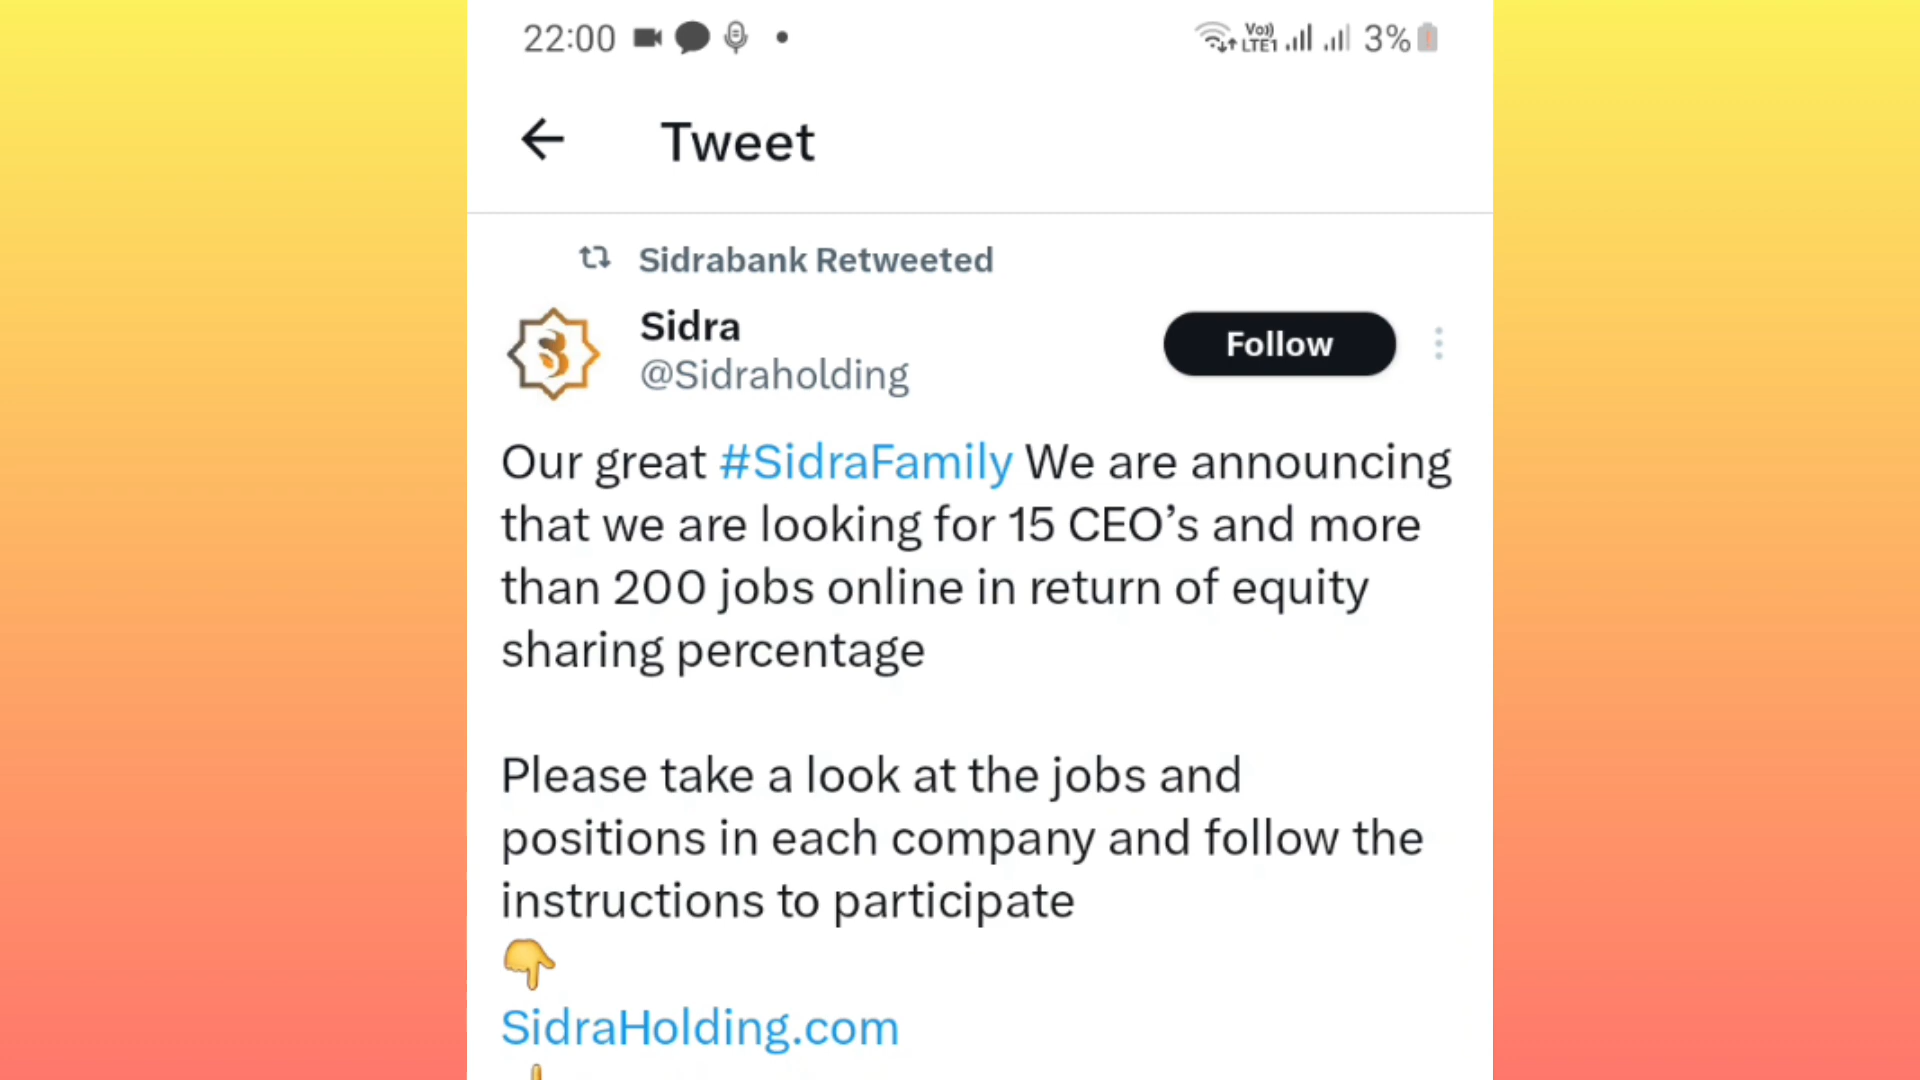 22:00 Vo)) LTE1 3%
Tweet
Sidrabank Retweeted
Sidra
@Sidraholding
Follow
Our great #SidraFamily We are announcing
that we are looking for 15 CEO’s and more
than 200 jobs online in return of equity
sharing percentage
Please take a look at the jobs and
positions in each company and follow the
instructions to participate
👇
SidraHolding.com